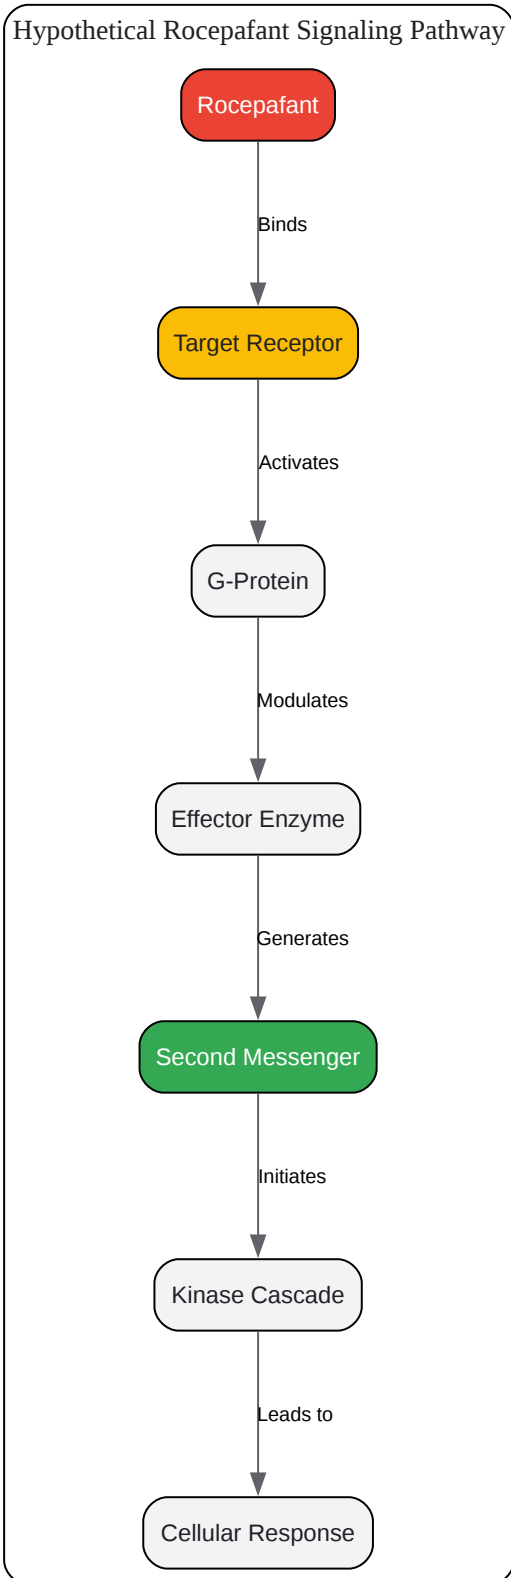 Hypothetical Rocepafant Signaling Pathway
Rocepafant
Binds
Target Receptor
Activates
G-Protein
Modulates
Effector Enzyme
Generates
Second Messenger
Initiates
Kinase Cascade
Leads to
Cellular Response